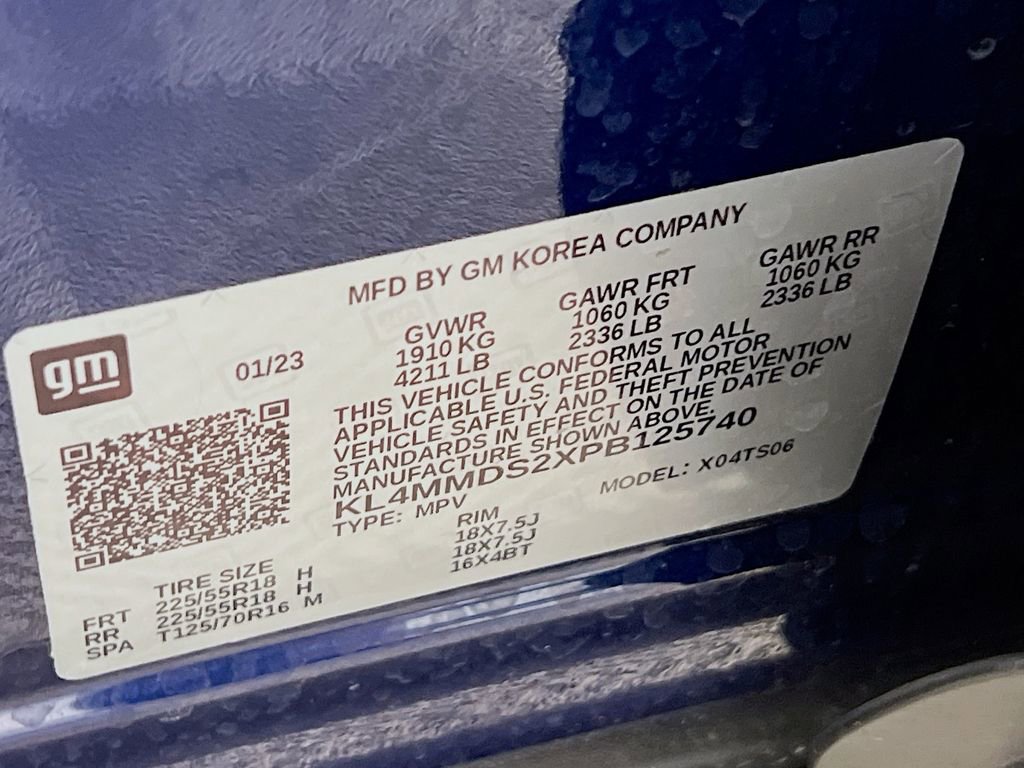 MFD BY GM KOREA COMPANY
gm
01/23
GVWR GAWR FRT GAWR RR
1910 KG 1060 KG 1060 KG
4211 LB 2336 LB 2336 LB
THIS VEHICLE CONFORMS TO ALL
APPLICABLE U.S. FEDERAL MOTOR
VEHICLE SAFETY AND THEFT PREVENTION
STANDARDS IN EFFECT ON THE DATE OF
MANUFACTURE SHOWN ABOVE.
KL4MMDS2XPB125740
TYPE: MPV MODEL: X04TS06
TIRE SIZE RIM
FRT 225/55R18 H 18X7.5J
RR 225/55R18 H 18X7.5J
SPA T125/70R16 M 16X4BT